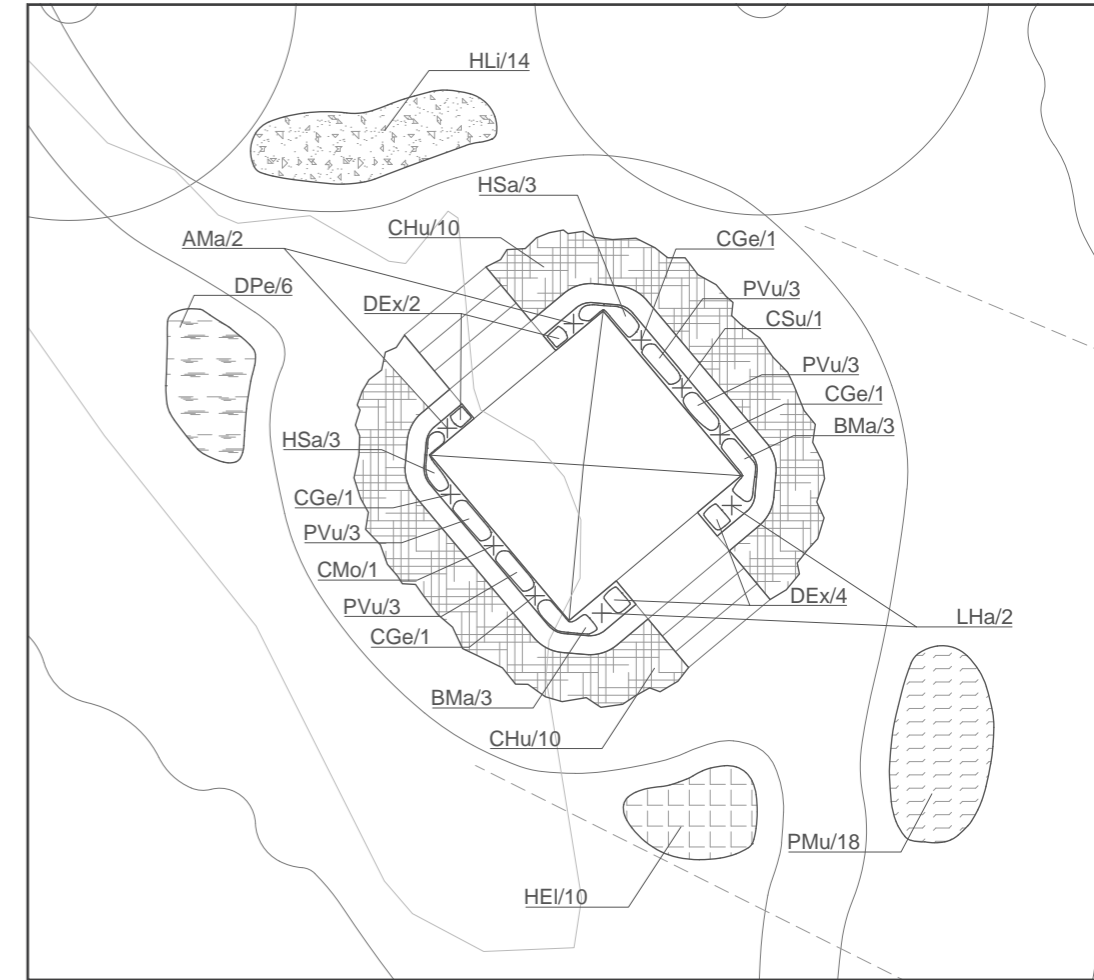 HLi/14
HSa/3
CHu/10
AMa/2
CGe/1
DPe/6
PVu/3
DEx/2
CSu/1
PVu/3
CGe/1
BMa/3
HSa/3
CGe/1
PVu/3
CMo/1
PVu/3
DEx/4
LHa/2
CGe/1
BMa/3
CHu/10
PMu/18
HEl/10